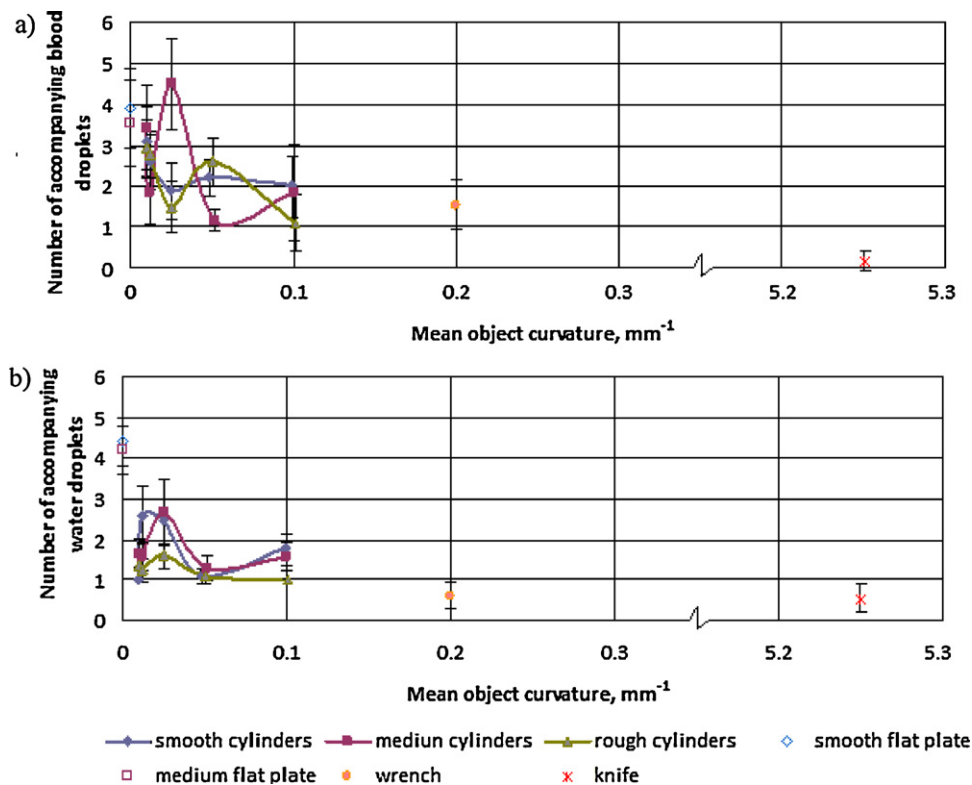 a)
Number of accompanying blood
droplets
6
5
4
3
2
1
0
0 0.1 0.2 0.3 5.2 5.3
Mean object curvature, mm⁻¹
b)
Number of accompanying
water droplets
6
5
4
3
2
1
0
0 0.1 0.2 0.3 5.2 5.3
Mean object curvature, mm⁻¹
smooth cylinders mediun cylinders rough cylinders smooth flat plate
medium flat plate wrench knife